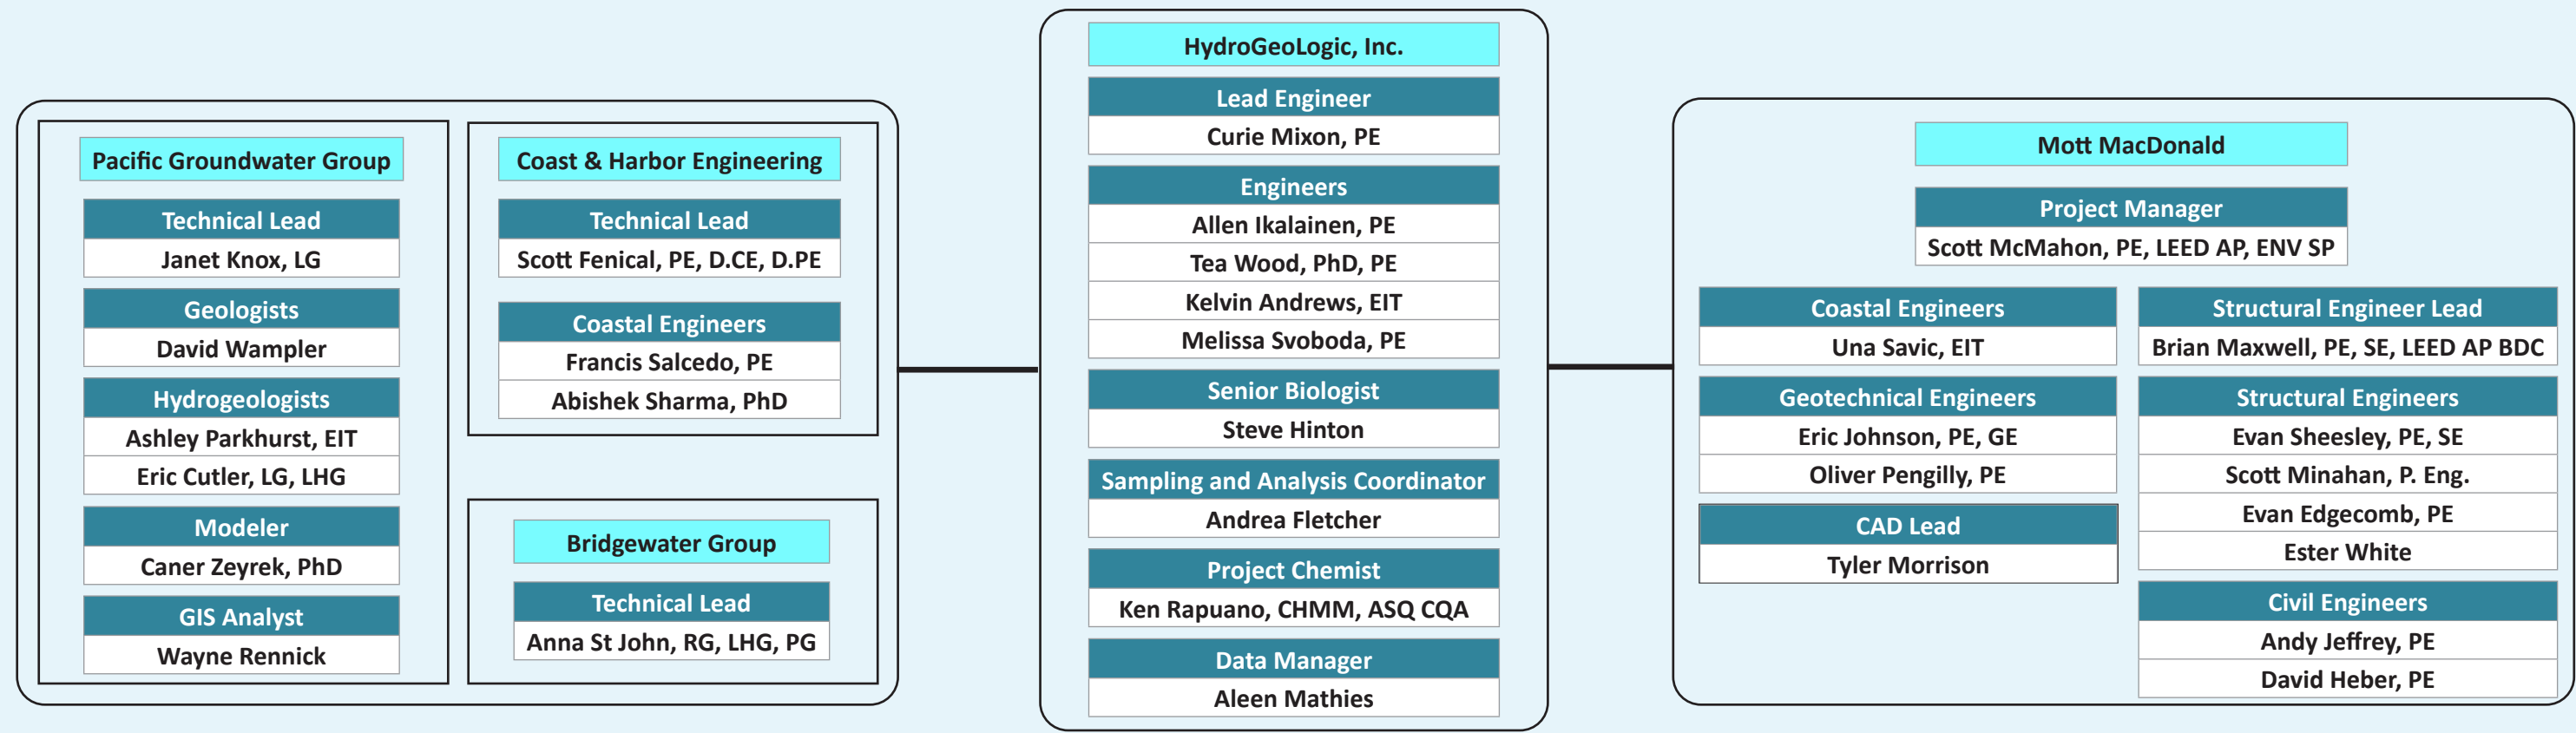 Pacific Groundwater Group
Technical Lead
Janet Knox, LG
Geologists
David Wampler
Hydrogeologists
Ashley Parkhurst, EIT
Eric Cutler, LG, LHG
Modeler
Caner Zeyrek, PhD
GIS Analyst
Wayne Rennick
Coast & Harbor Engineering
Technical Lead
Scott Fenical, PE, D.CE, D.PE
Coastal Engineers
Francis Salcedo, PE
Abishek Sharma, PhD
Bridgewater Group
Technical Lead
Anna St John, RG, LHG, PG
HydroGeoLogic, Inc.
Lead Engineer
Curie Mixon, PE
Engineers
Allen Ikalainen, PE
Tea Wood, PhD, PE
Kelvin Andrews, EIT
Melissa Svoboda, PE
Senior Biologist
Steve Hinton
Sampling and Analysis Coordinator
Andrea Fletcher
Project Chemist
Ken Rapuano, CHMM, ASQ CQA
Data Manager
Aleen Mathies
Mott MacDonald
Project Manager
Scott McMahon, PE, LEED AP, ENV SP
Coastal Engineers
Una Savic, EIT
Geotechnical Engineers
Eric Johnson, PE, GE
Oliver Pengilly, PE
CAD Lead
Tyler Morrison
Structural Engineer Lead
Brian Maxwell, PE, SE, LEED AP BDC
Structural Engineers
Evan Sheesley, PE, SE
Scott Minahan, P. Eng.
Evan Edgecomb, PE
Ester White
Civil Engineers
Andy Jeffrey, PE
David Heber, PE